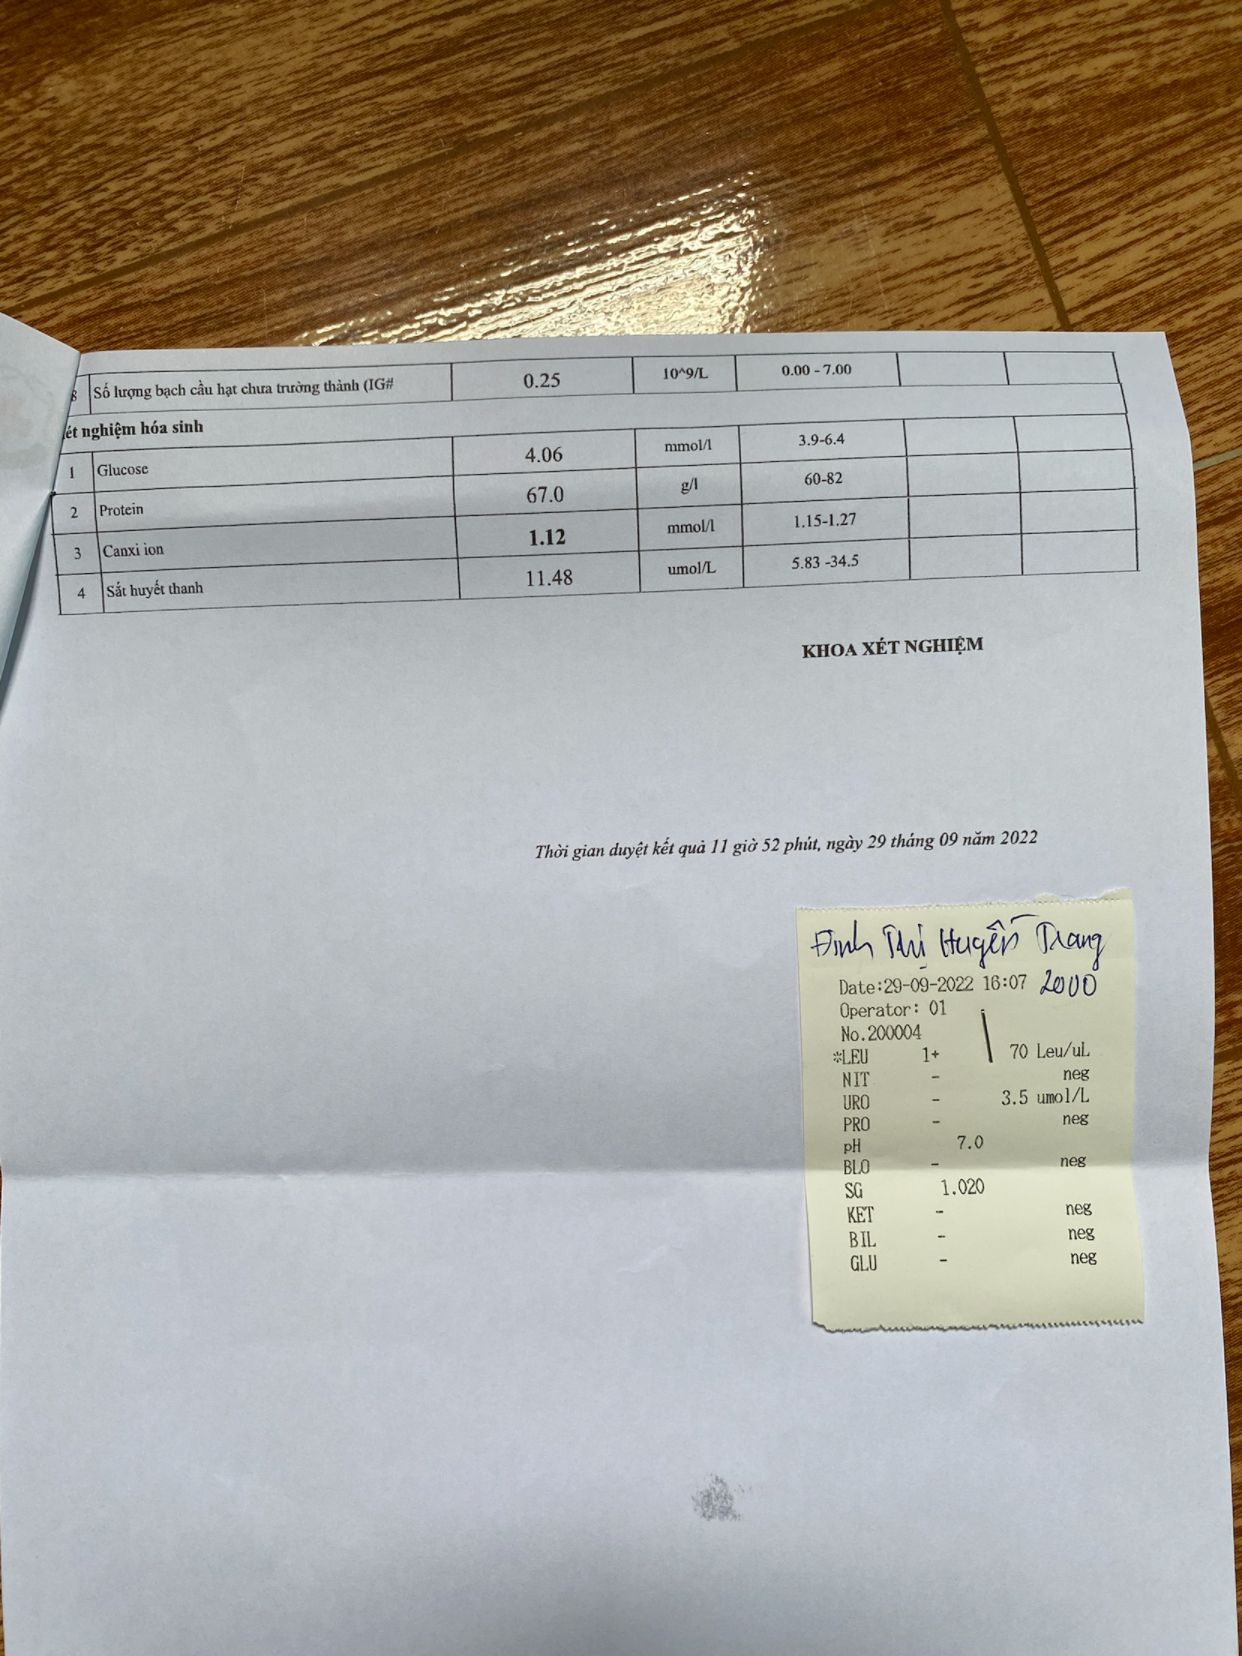 8 Số lượng bạch cầu hạt chưa trưởng thành (IG# 0.25 10^9/L 0.00 - 7.00
ét nghiệm hóa sinh
1 Glucose 4.06 mmol/l 3.9-6.4
2 Protein 67.0 g/l 60-82
3 Canxi ion 1.12 mmol/l 1.15-1.27
4 Sắt huyết thanh 11.48 umol/L 5.83 -34.5
KHOA XÉT NGHIỆM
Thời gian duyệt kết quả 11 giờ 52 phút, ngày 29 tháng 09 năm 2022
Đinh Thị Huyền Trang
Date:29-09-2022 16:07 2000
Operator: 01
No.200004
*LEU 1+ 70 Leu/uL
NIT - neg
URO - 3.5 umol/L
PRO - neg
pH 7.0
BLO - neg
SG 1.020
KET - neg
BIL - neg
GLU - neg